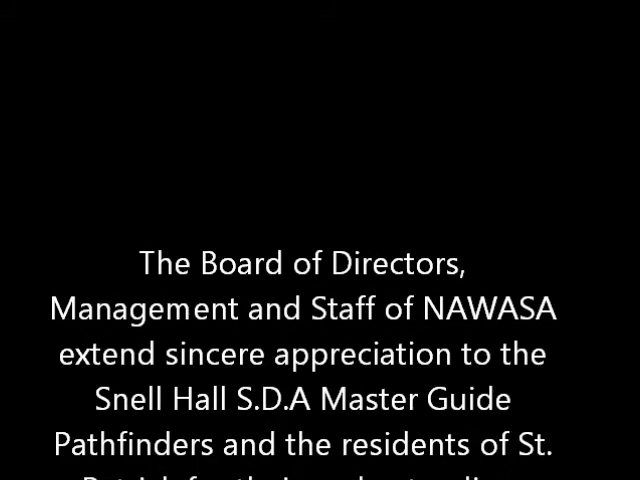 The Board of Directors,
Management and Staff of NAWASA
extend sincere appreciation to the
Snell Hall S.D.A Master Guide
Pathfinders and the residents of St.